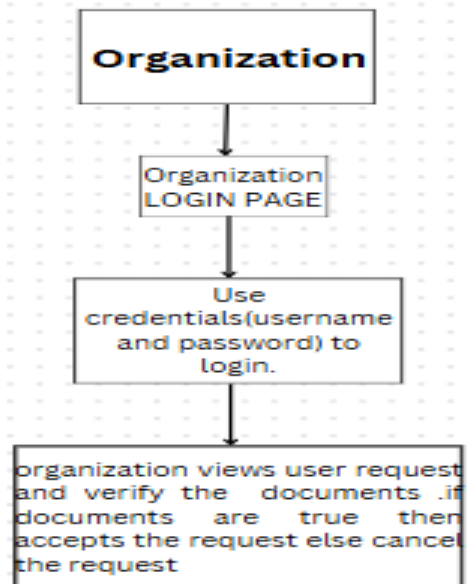 Organization
Organization
LOGIN PAGE
Use
credentials(username
and password) to
login.
organization views user request
and verify the documents .if
documents are true then
accepts the request else cancel
the request